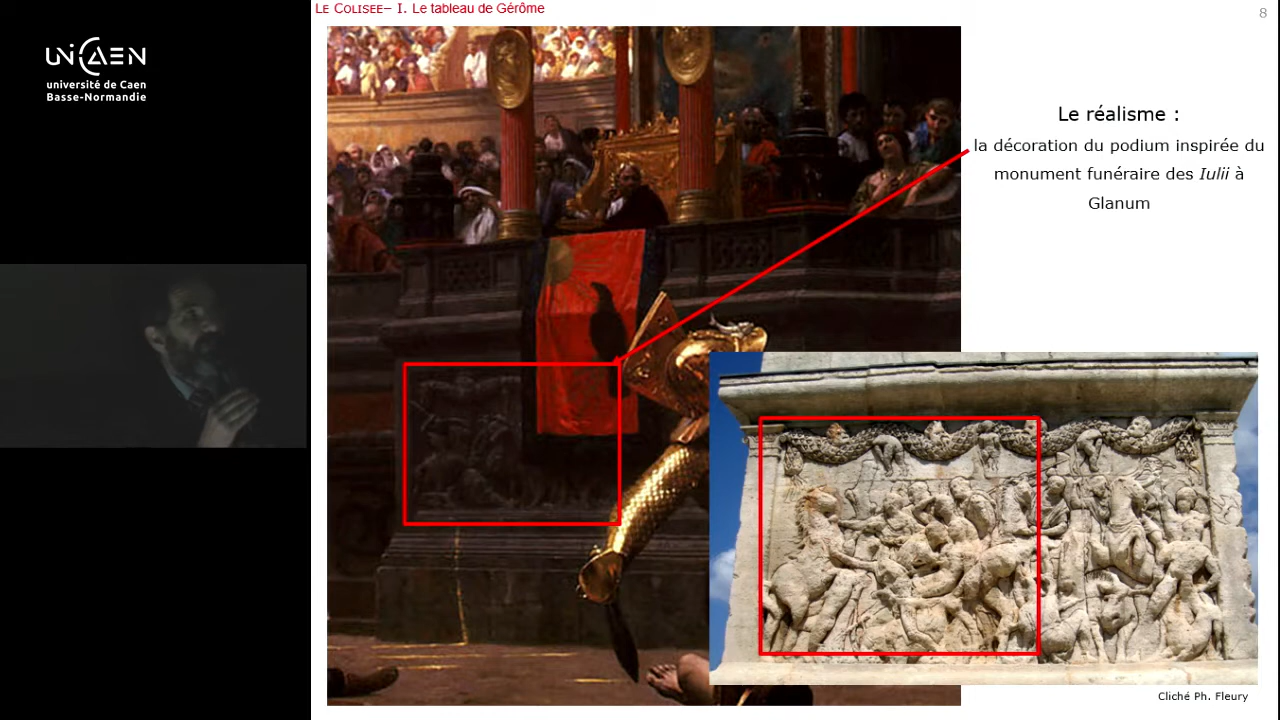 LE COLISEE– I. Le tableau de Gérôme
8
UNICAEN
université de Caen
Basse-Normandie
Le réalisme :
la décoration du podium inspirée du
monument funéraire des Iulii à
Glanum
Cliché Ph. Fleury